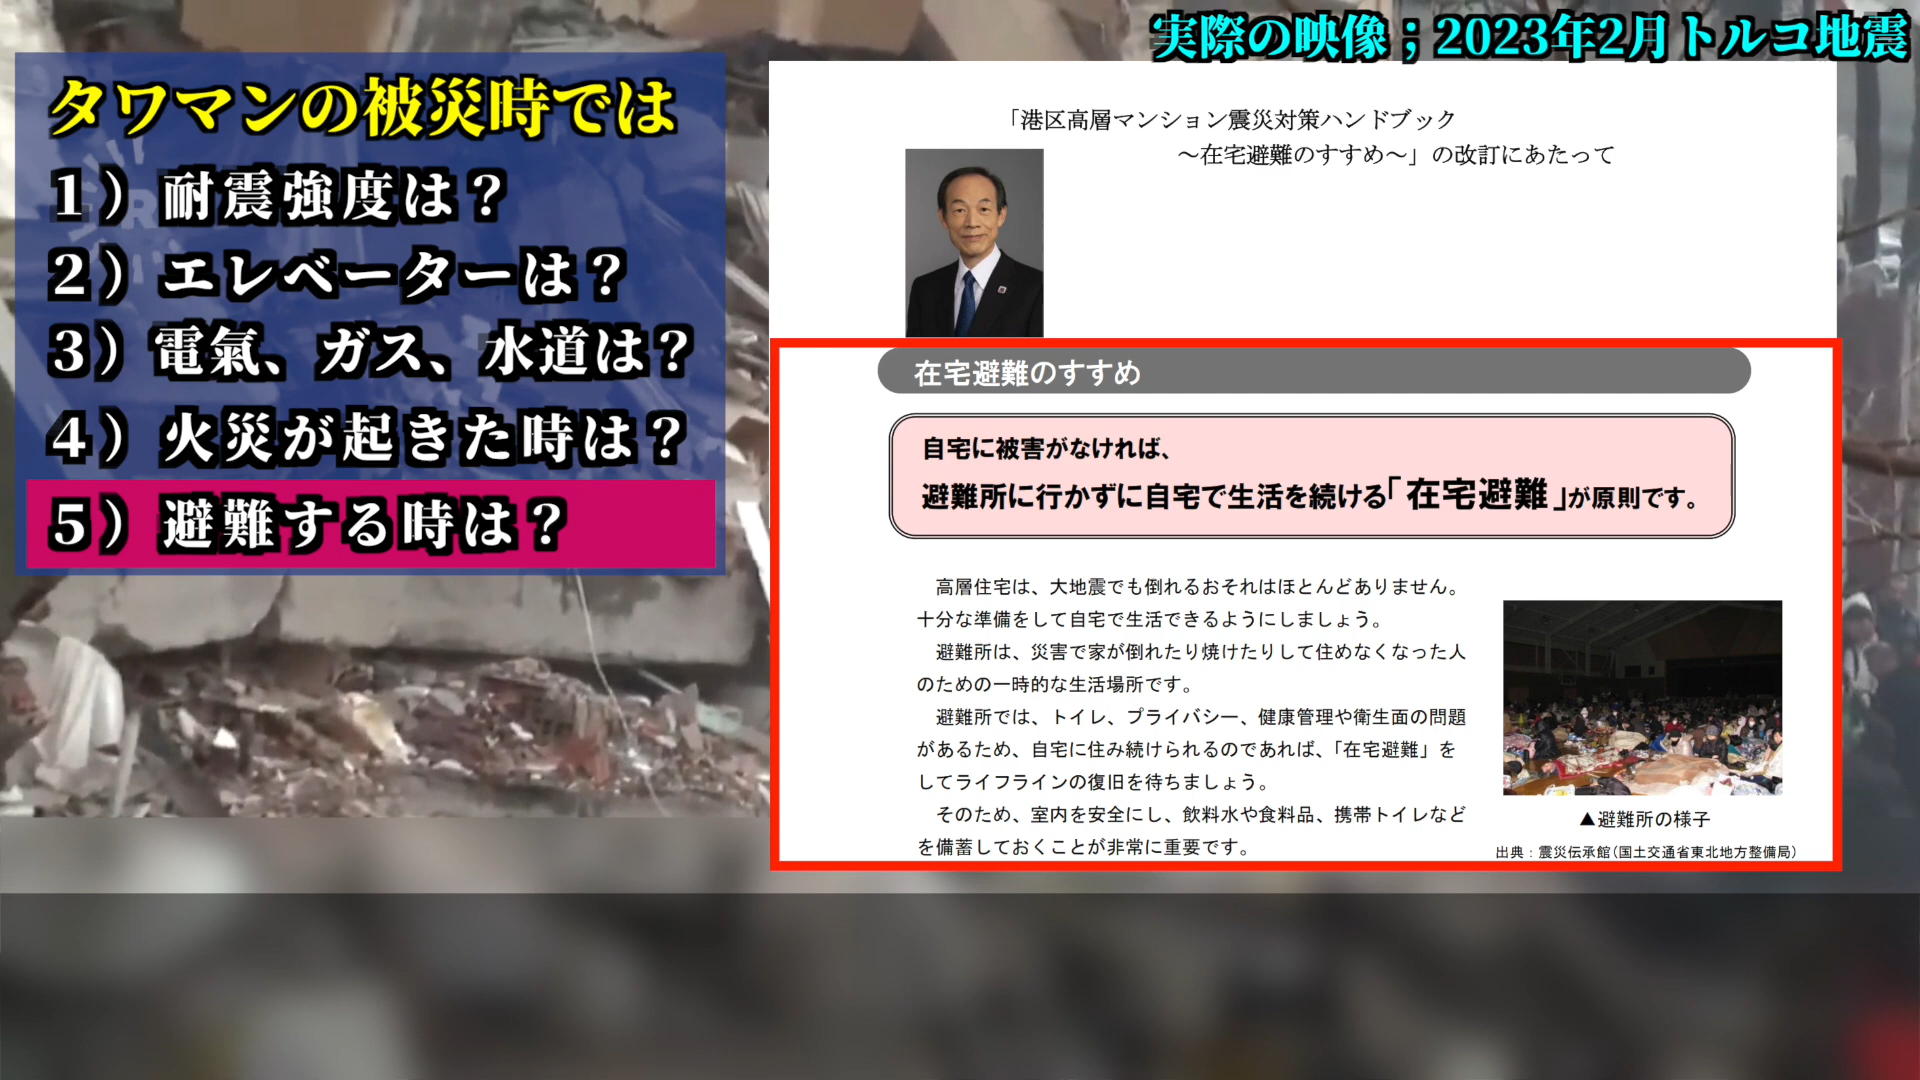 実際の映像；2023年2月トルコ地震
タワマンの被災時では
１）耐震強度は？
２）エレベーターは？
３）電氣、ガス、水道は？
４）火災が起きた時は？
５）避難する時は？
「港区高層マンション震災対策ハンドブック
～在宅避難のすすめ～」の改訂にあたって
在宅避難のすすめ
自宅に被害がなければ、
避難所に行かずに自宅で生活を続ける「在宅避難」が原則です。
高層住宅は、大地震でも倒れるおそれはほとんどありません。
十分な準備をして自宅で生活できるようにしましょう。
避難所は、災害で家が倒れたり焼けたりして住めなくなった人
のための一時的な生活場所です。
避難所では、トイレ、プライバシー、健康管理や衛生面の問題
があるため、自宅に住み続けられるのであれば、「在宅避難」を
してライフラインの復旧を待ちましょう。
そのため、室内を安全にし、飲料水や食料品、携帯トイレなど
を備蓄しておくことが非常に重要です。
▲避難所の様子
出典：震災伝承館（国土交通省東北地方整備局）